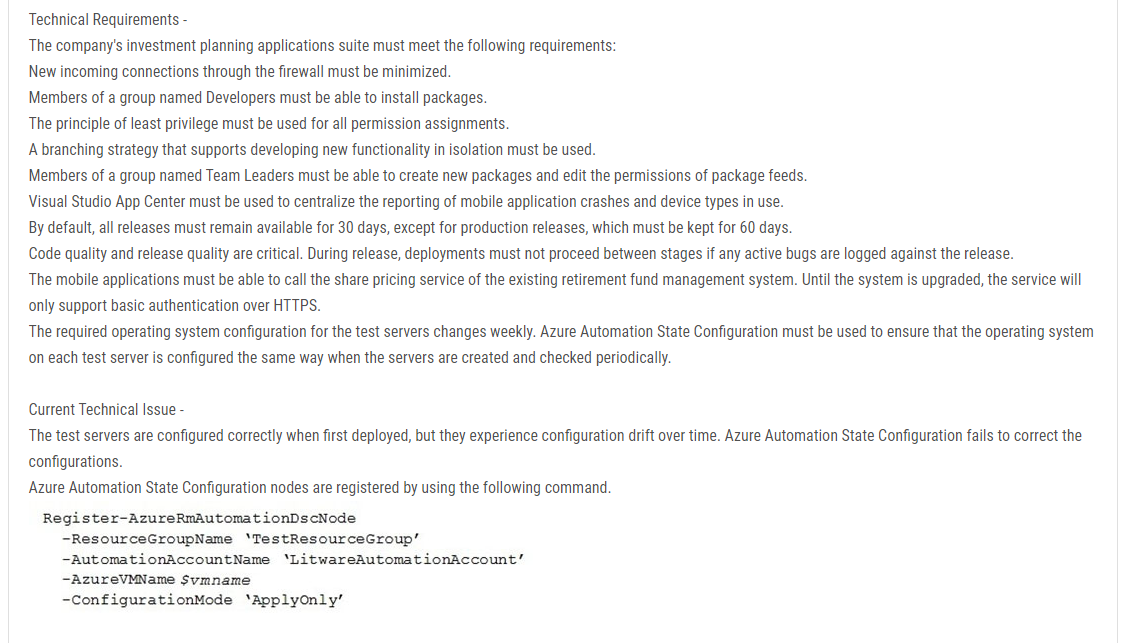 Technical Requirements -
The company's investment planning applications suite must meet the following requirements:
New incoming connections through the firewall must be minimized.
Members of a group named Developers must be able to install packages.
The principle of least privilege must be used for all permission assignments.
A branching strategy that supports developing new functionality in isolation must be used.
Members of a group named Team Leaders must be able to create new packages and edit the permissions of package feeds.
Visual Studio App Center must be used to centralize the reporting of mobile application crashes and device types in use.
By default, all releases must remain available for 30 days, except for production releases, which must be kept for 60 days.
Code quality and release quality are critical. During release, deployments must not proceed between stages if any active bugs are logged against the release.
The mobile applications must be able to call the share pricing service of the existing retirement fund management system. Until the system is upgraded, the service will
only support basic authentication over HTTPS.
The required operating system configuration for the test servers changes weekly. Azure Automation State Configuration must be used to ensure that the operating system
on each test server is configured the same way when the servers are created and checked periodically.
Current Technical Issue -
The test servers are configured correctly when first deployed, but they experience configuration drift over time. Azure Automation State Configuration fails to correct the
configurations.
Azure Automation State Configuration nodes are registered by using the following command.
Register-AzureRmAutomationDscNode
-ResourceGroupName ‛TestResourceGroup’
-AutomationAccountName ‛LitwareAutomationAccount’
-AzureVMName $vmname
-ConfigurationMode ‛ApplyOnly’